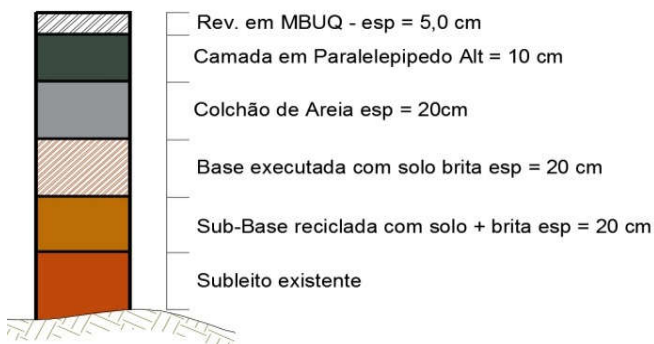 Rev. em MBUQ - esp = 5,0 cm
Camada em Paralelepipedo Alt = 10 cm
Colchão de Areia esp = 20cm
Base executada com solo brita esp = 20 cm
Sub-Base reciclada com solo + brita esp = 20 cm
Subleito existente